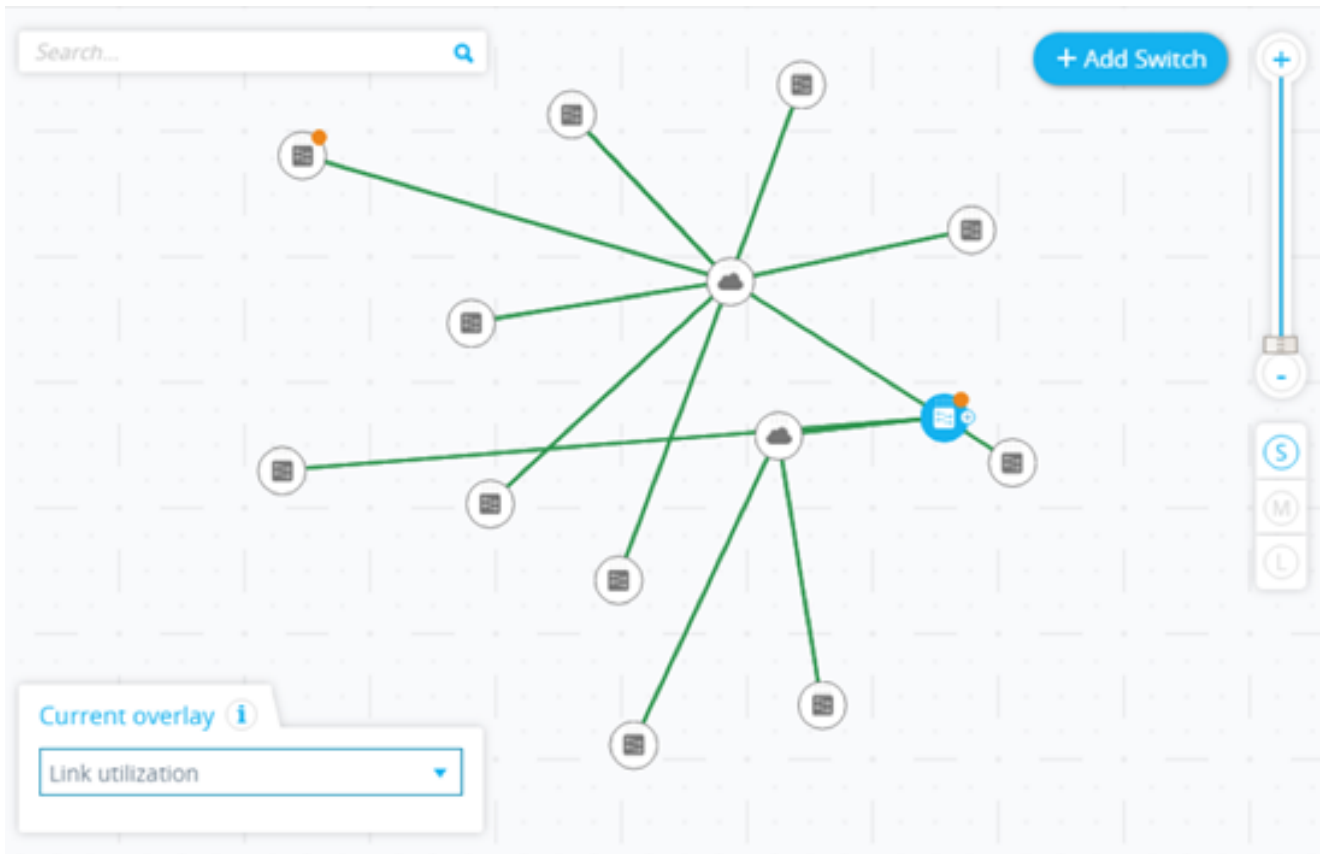 Search...
+ Add Switch
+
-
S
M
L
Current overlay i
Link utilization